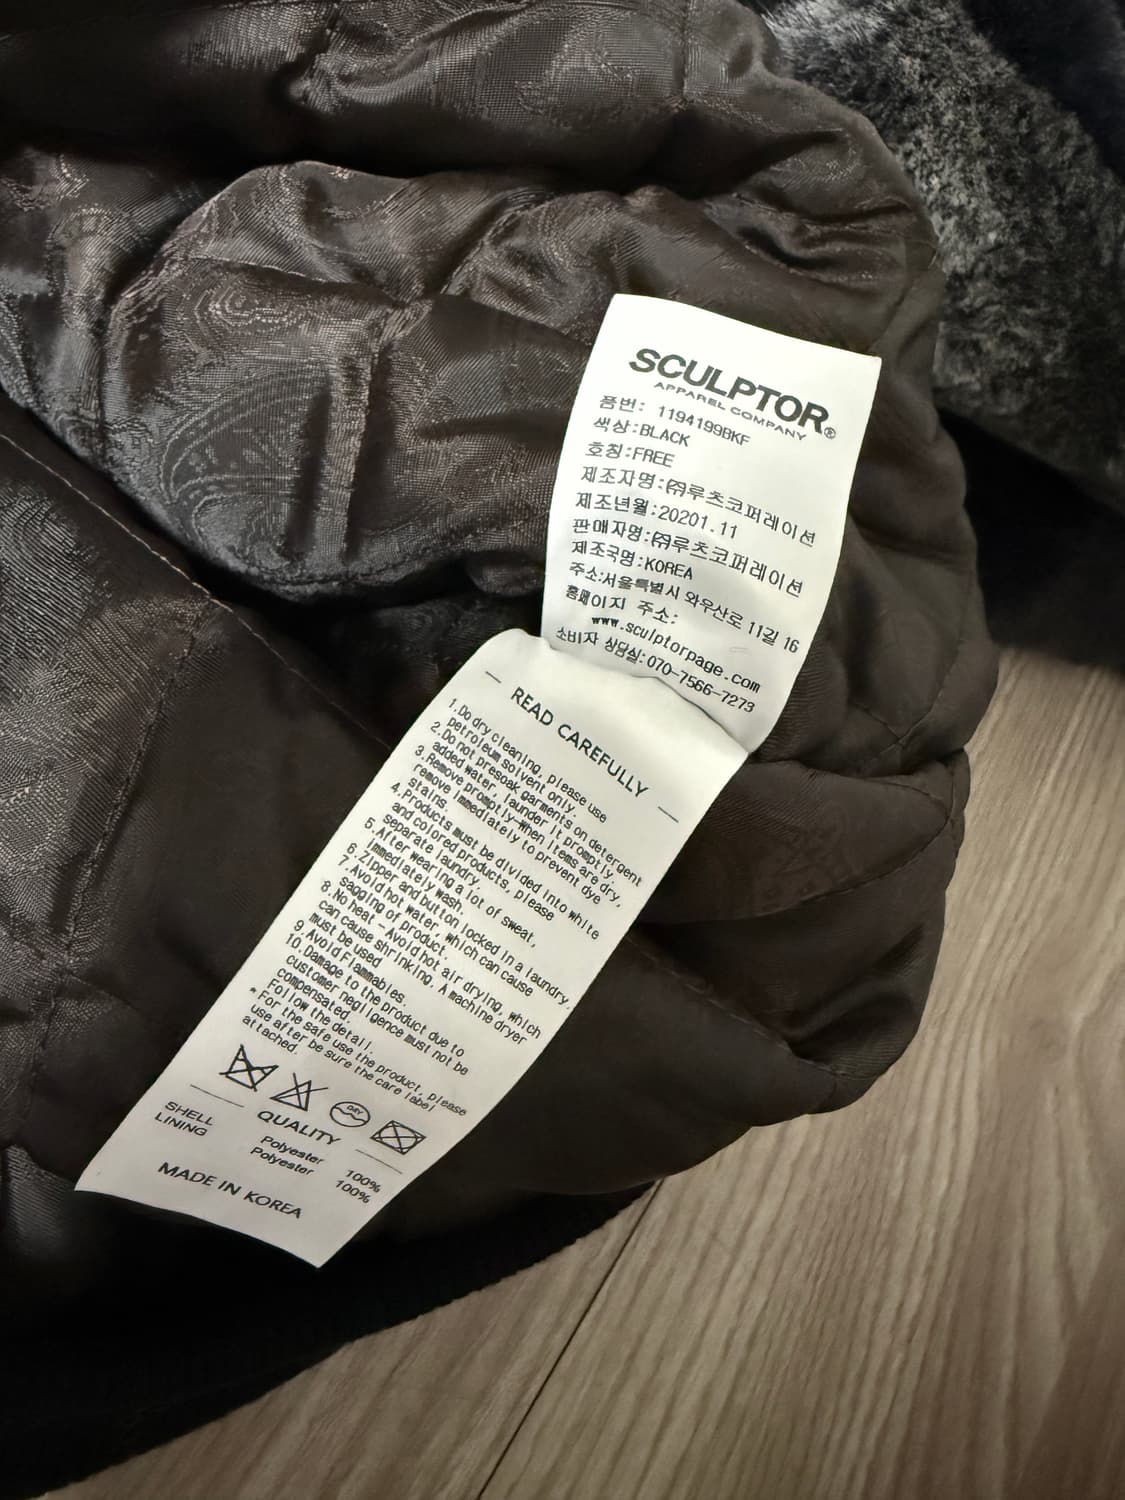 SCULPTOR®
APPAREL COMPANY
품번: 1194199BKF
색상:BLACK
호칭:FREE
제조자명:㈜루츠코퍼레이션
제조년월:20201.11
판매자명:㈜루츠코퍼레이션
제조국명:KOREA
주소:서울특별시 와우산로 11길 16
홈페이지 주소:
www.sculptorpage.com
소비자 상담실:070-7566-7273
READ CAREFULLY
1.Do dry cleaning, please use
petroleum solvent only.
2.Do not presoak garments on detergent
added water, launder it promptly.
3.Remove promptly-when items are dry,
remove immediately to prevent dye
stains.
4.Products must be divided into white
and colored products, please
separate laundry.
5.After wearing a lot of sweat,
immediately wash.
6.Zipper and button locked in a laundry,
sagging of product.
7.Avoid hot water, which can cause
8.No heat - Avoid hot air drying, which
can cause shrinking. A machine dryer
must be used
9.Avoid Flammables.
10.Damage to the product due to
customer negligence must not be
compensated.
Follow the detail.
* For the safe use the product, please
use after be sure the care label
attached.
DRY
QUALITY
SHELL Polyester 100%
LINING Polyester 100%
MADE IN KOREA